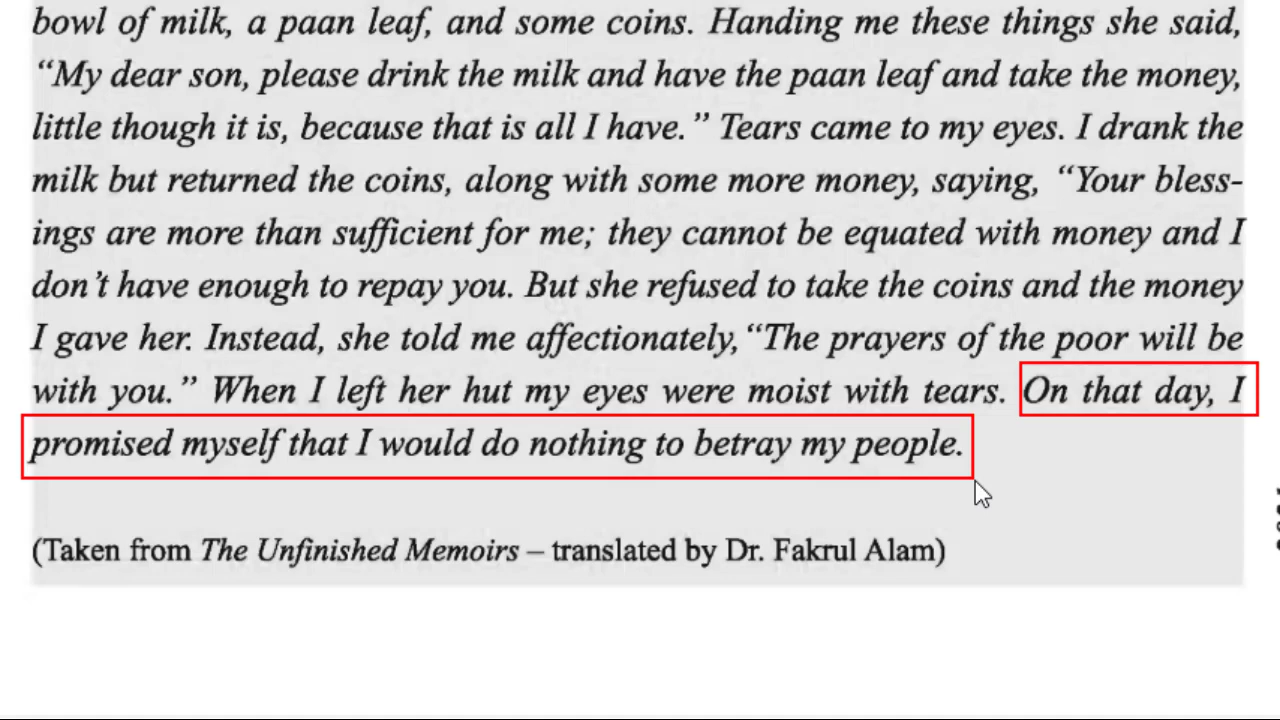 bowl of milk, a paan leaf, and some coins. Handing me these things she said,
“My dear son, please drink the milk and have the paan leaf and take the money,
little though it is, because that is all I have.” Tears came to my eyes. I drank the
milk but returned the coins, along with some more money, saying, “Your bless-
ings are more than sufficient for me; they cannot be equated with money and I
don’t have enough to repay you. But she refused to take the coins and the money
I gave her. Instead, she told me affectionately, “The prayers of the poor will be
with you.” When I left her hut my eyes were moist with tears. On that day, I
promised myself that I would do nothing to betray my people.
(Taken from The Unfinished Memoirs – translated by Dr. Fakrul Alam)